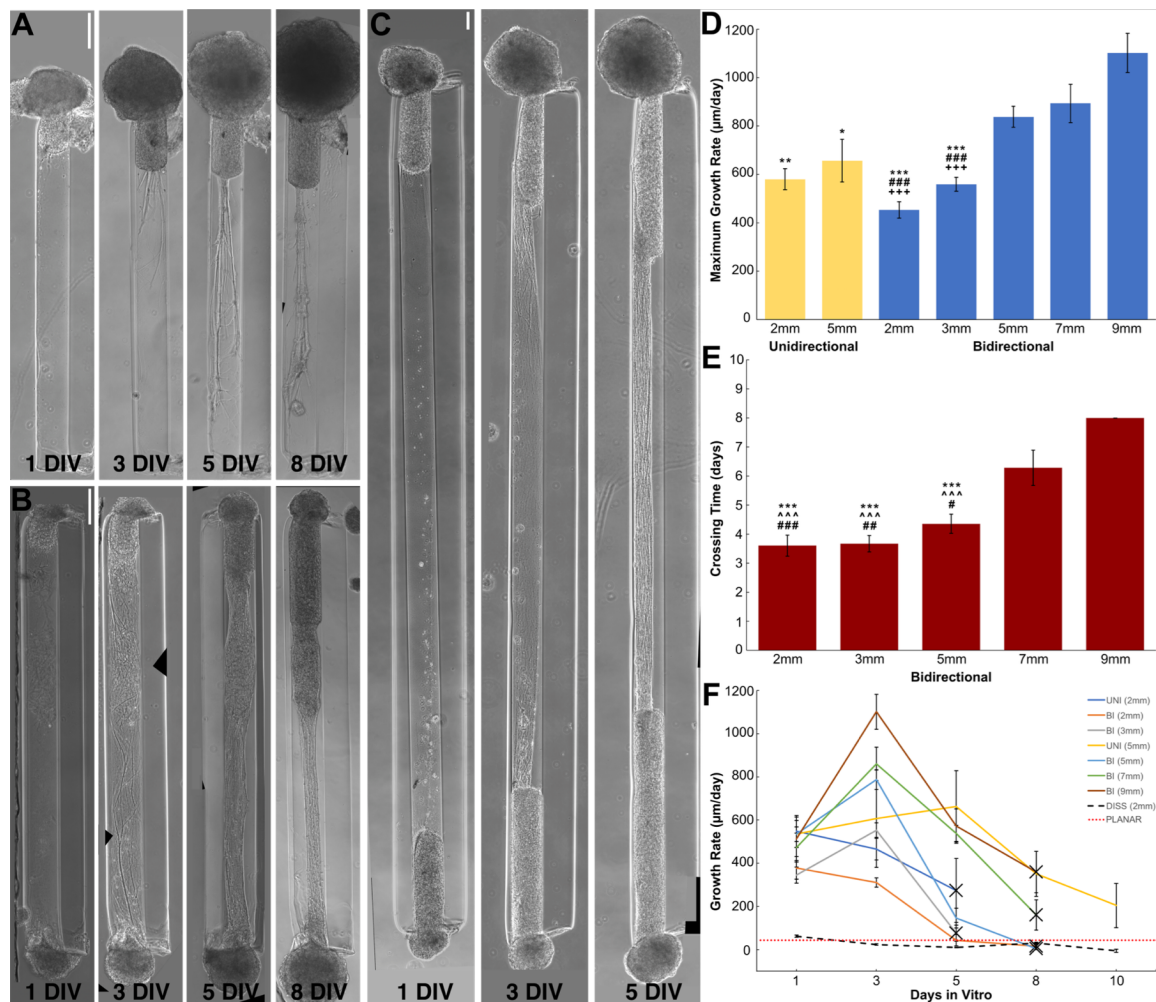 A
1 DIV
3 DIV
5 DIV
8 DIV
B
1 DIV
3 DIV
5 DIV
8 DIV
C
1 DIV
3 DIV
5 DIV
D
Maximum Growth Rate (µm/day)
1200
1000
800
600
400
200
0
**
*
***
###
+++
***
###
+++
2mm
5mm
2mm
3mm
5mm
7mm
9mm
Unidirectional
Bidirectional
E
Crossing Time (days)
10
9
8
7
6
5
4
3
2
1
0
***
^^^
###
***
^^^
##
***
^^^
#
2mm
3mm
5mm
7mm
9mm
Bidirectional
F
Growth Rate (µm/day)
1200
1000
800
600
400
200
0
UNI (2mm)
BI (2mm)
BI (3mm)
UNI (5mm)
BI (5mm)
BI (7mm)
BI (9mm)
DISS (2mm)
PLANAR
1
3
5
8
10
Days in Vitro